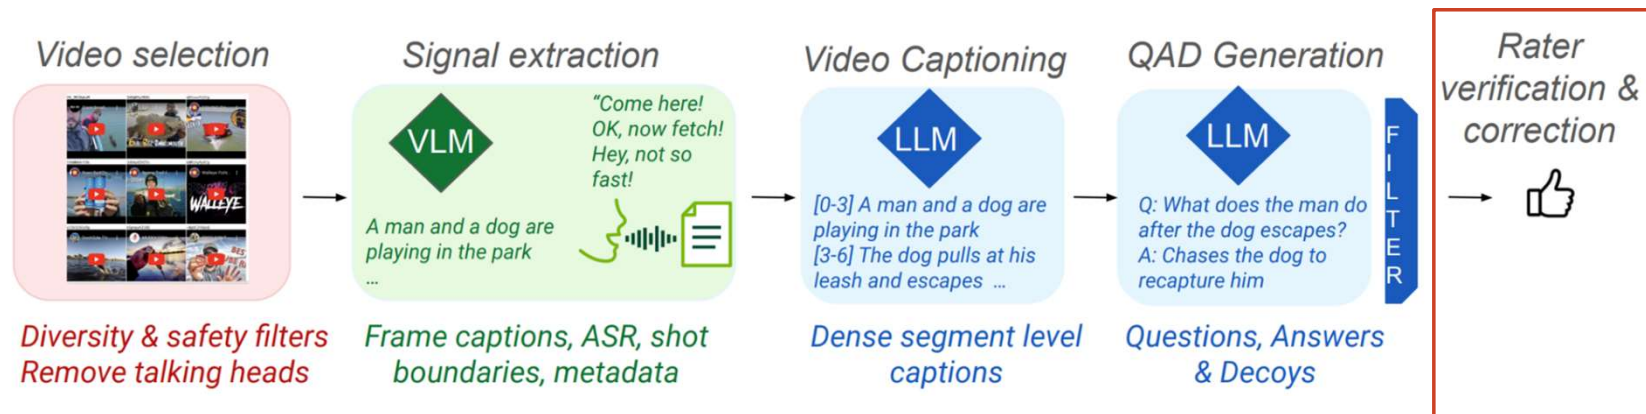 Video selection
Signal extraction
Video Captioning
QAD Generation
Rater
verification &
correction
WALLEYE
VLM
A man and a dog are
playing in the park
...
“Come here!
OK, now fetch!
Hey, not so
fast!
LLM
[0-3] A man and a dog are
playing in the park
[3-6] The dog pulls at his
leash and escapes ...
LLM
Q: What does the man do
after the dog escapes?
A: Chases the dog to
recapture him
FILTER
Diversity & safety filters
Remove talking heads
Frame captions, ASR, shot
boundaries, metadata
Dense segment level
captions
Questions, Answers
& Decoys